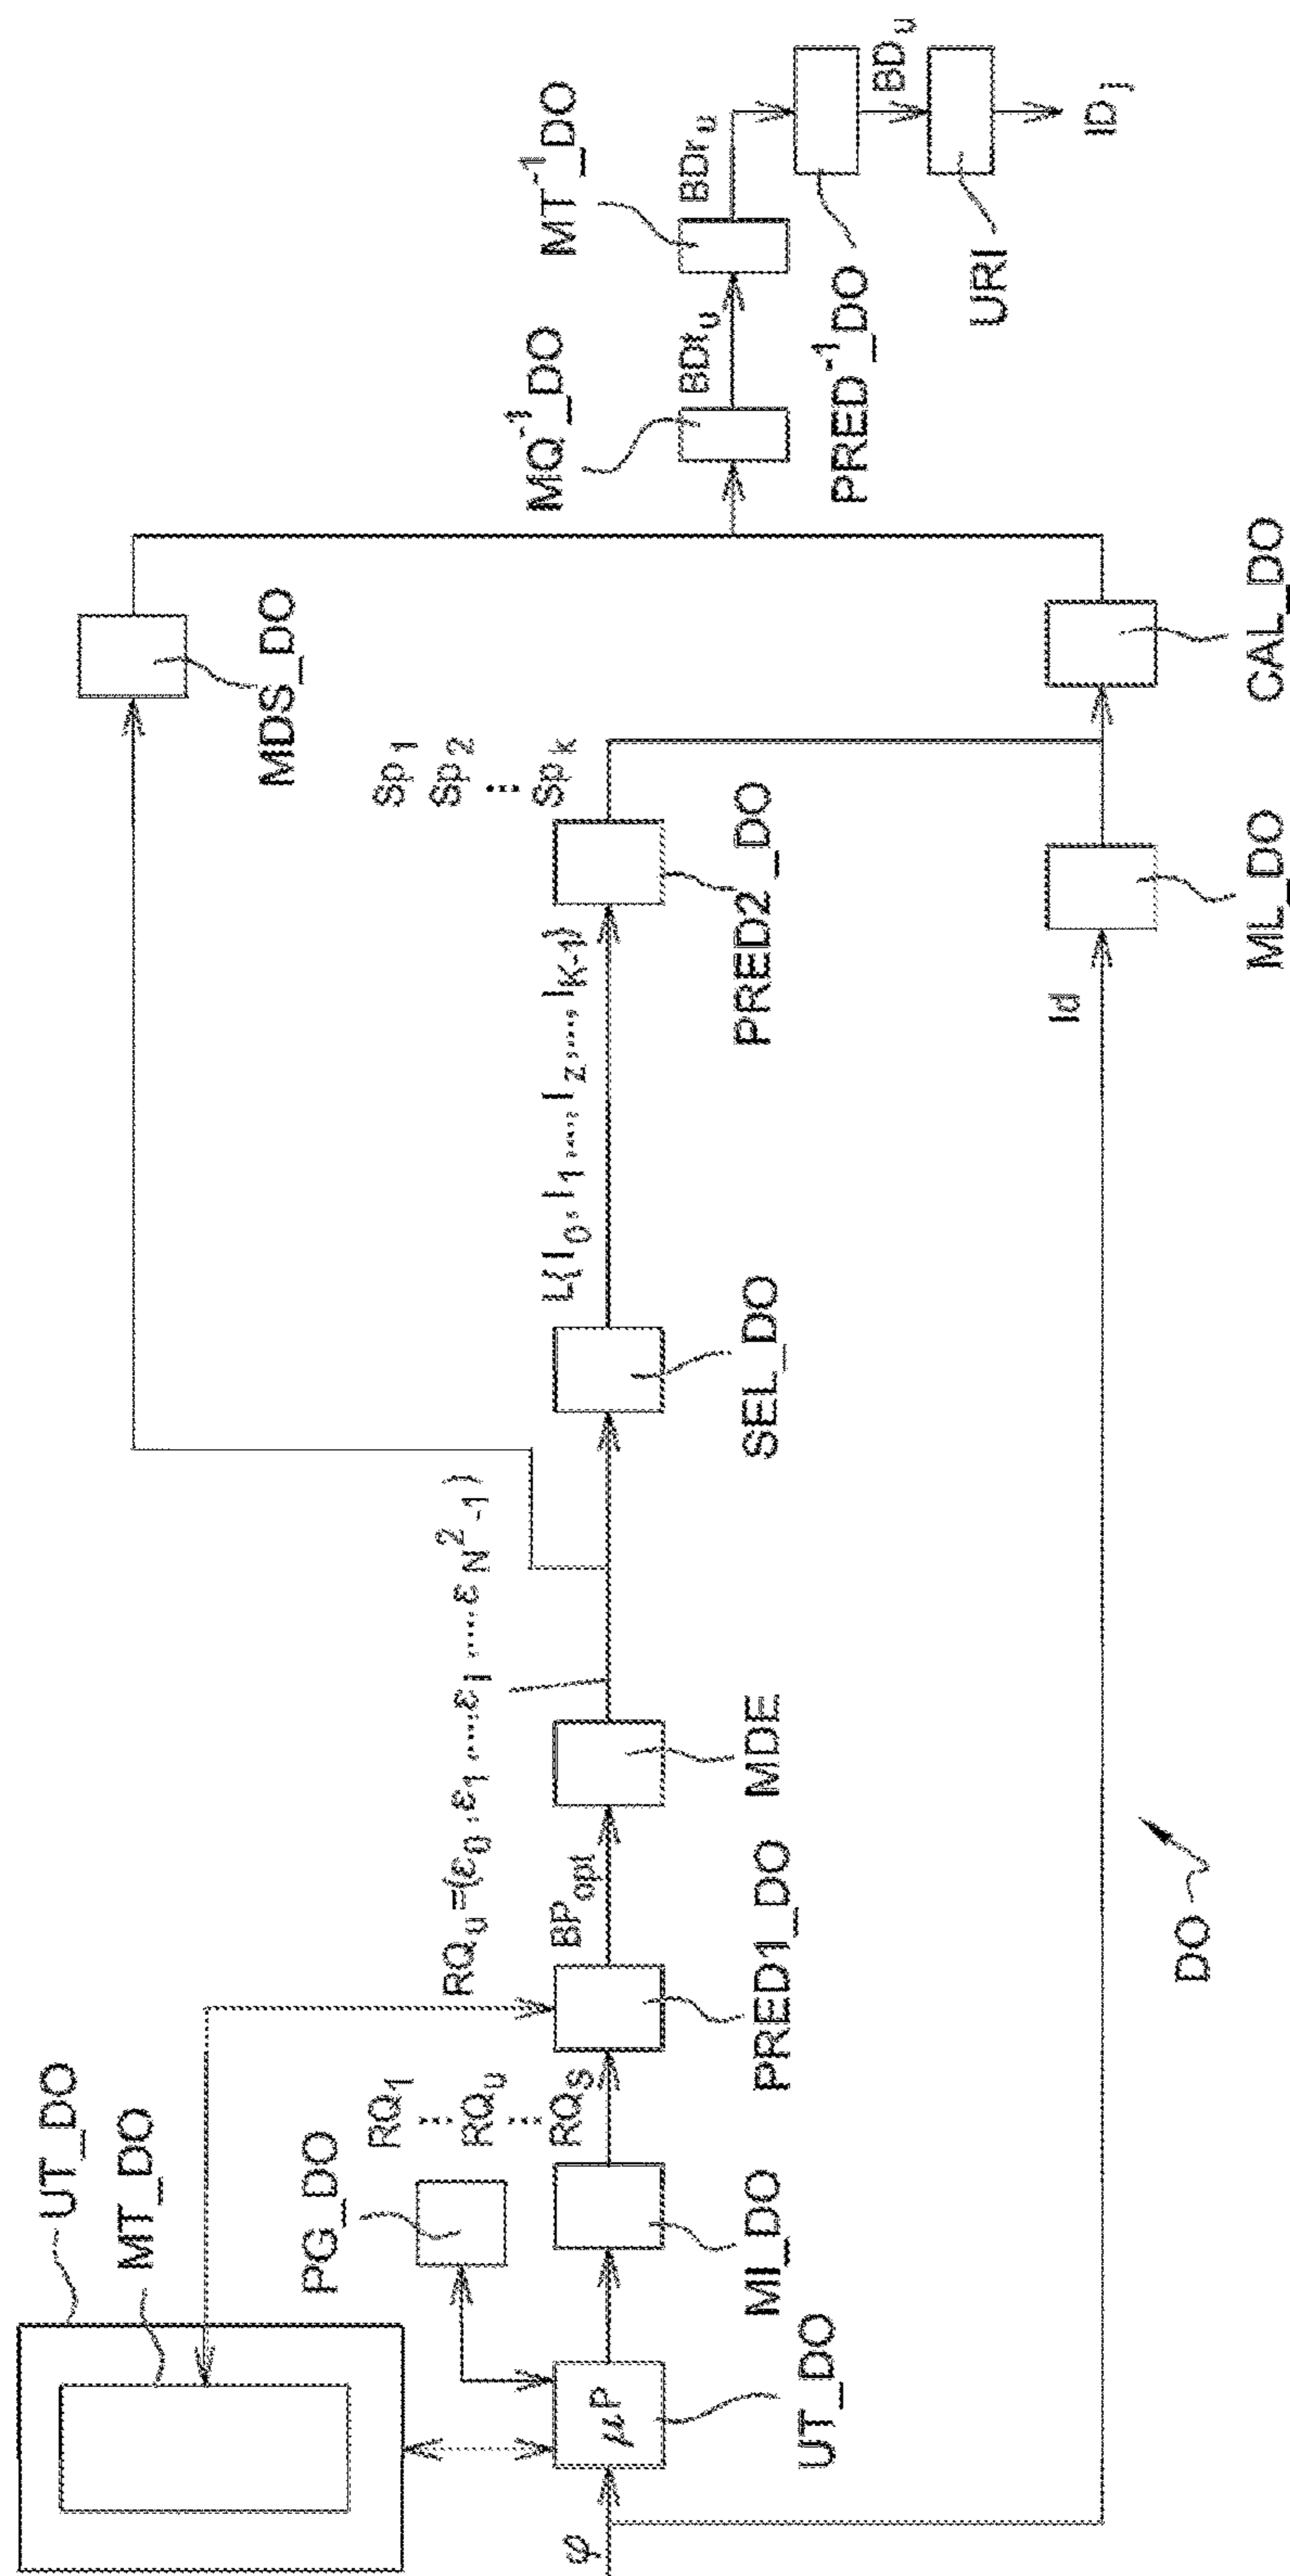 UT_DO
MT_DO
PG_DO
φ
μP
UT_DO
MI_DO
RQ1
...
RQu
...
RQS
PRED1_DO
BPopt
MDE
RQu=(ε0, ε1, ...., εi, ...., εN²-1)
SEL_DO
L{I0, I1, ...., Iz, ...., IK-1}
PRED2_DO
Sp1
Sp2
...
Spk
MDS_DO
Id
ML_DO
CAL_DO
MQ⁻¹_DO
BDtu
MT⁻¹_DO
BDru
PRED⁻¹_DO
BDu
URI
IDj
DO